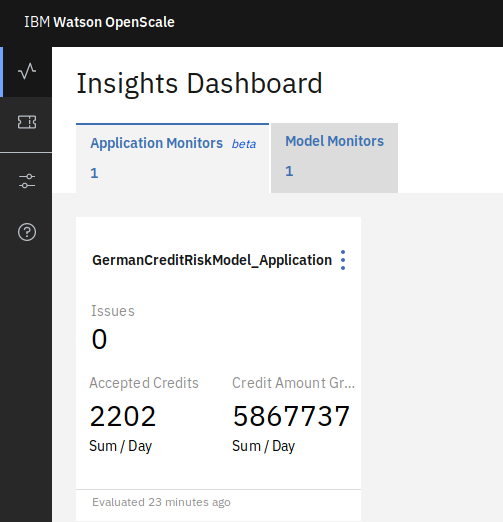 IBM Watson OpenScale
Insights Dashboard
Application Monitors beta
1
Model Monitors
1
GermanCreditRiskModel_Application
Issues
0
Accepted Credits
2202
Sum / Day
Credit Amount Gr...
5867737
Sum / Day
Evaluated 23 minutes ago